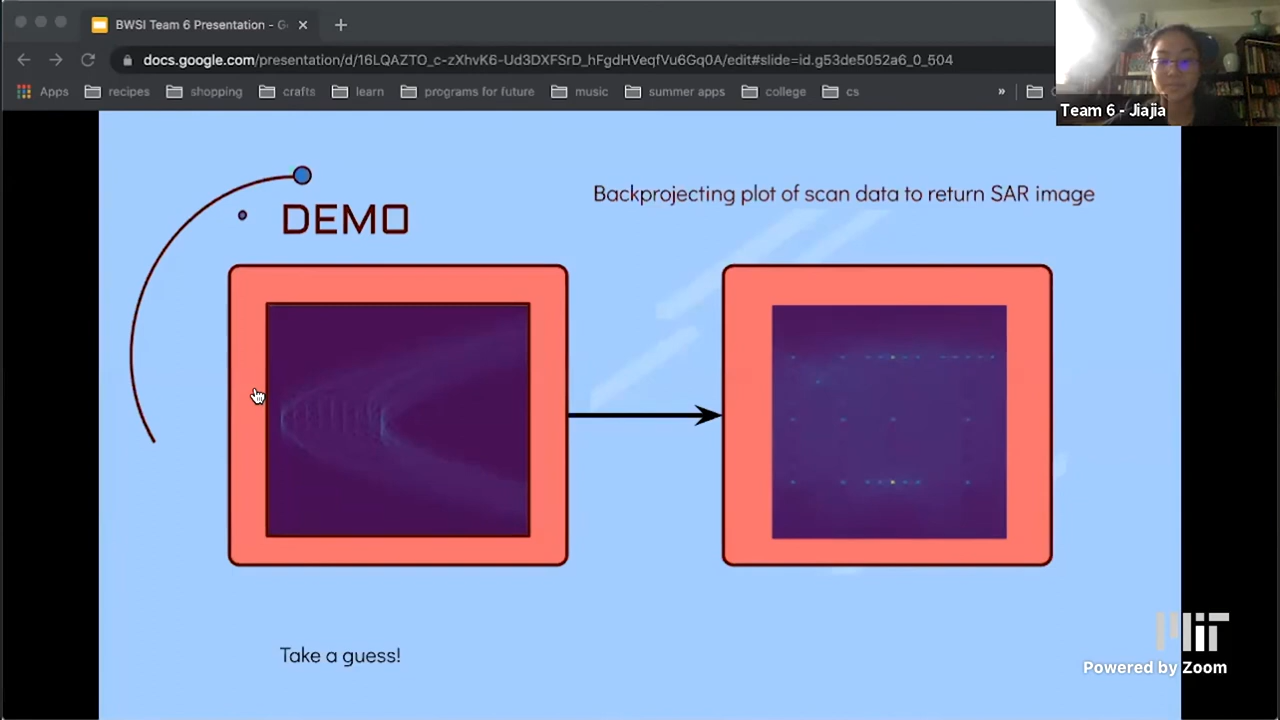 BWSI Team 6 Presentation - G
docs.google.com/presentation/d/16LQAZTO_c-zXhvK6-Ud3DXFSrD_hFgdHVeqfVu6Gq0A/edit#slide=id.g53de5052a6_0_504
Apps recipes shopping crafts learn programs for future music summer apps college cs »
Team 6 - Jiajia
Backprojecting plot of scan data to return SAR image
DEMO
Take a guess!
MIT
Powered by Zoom